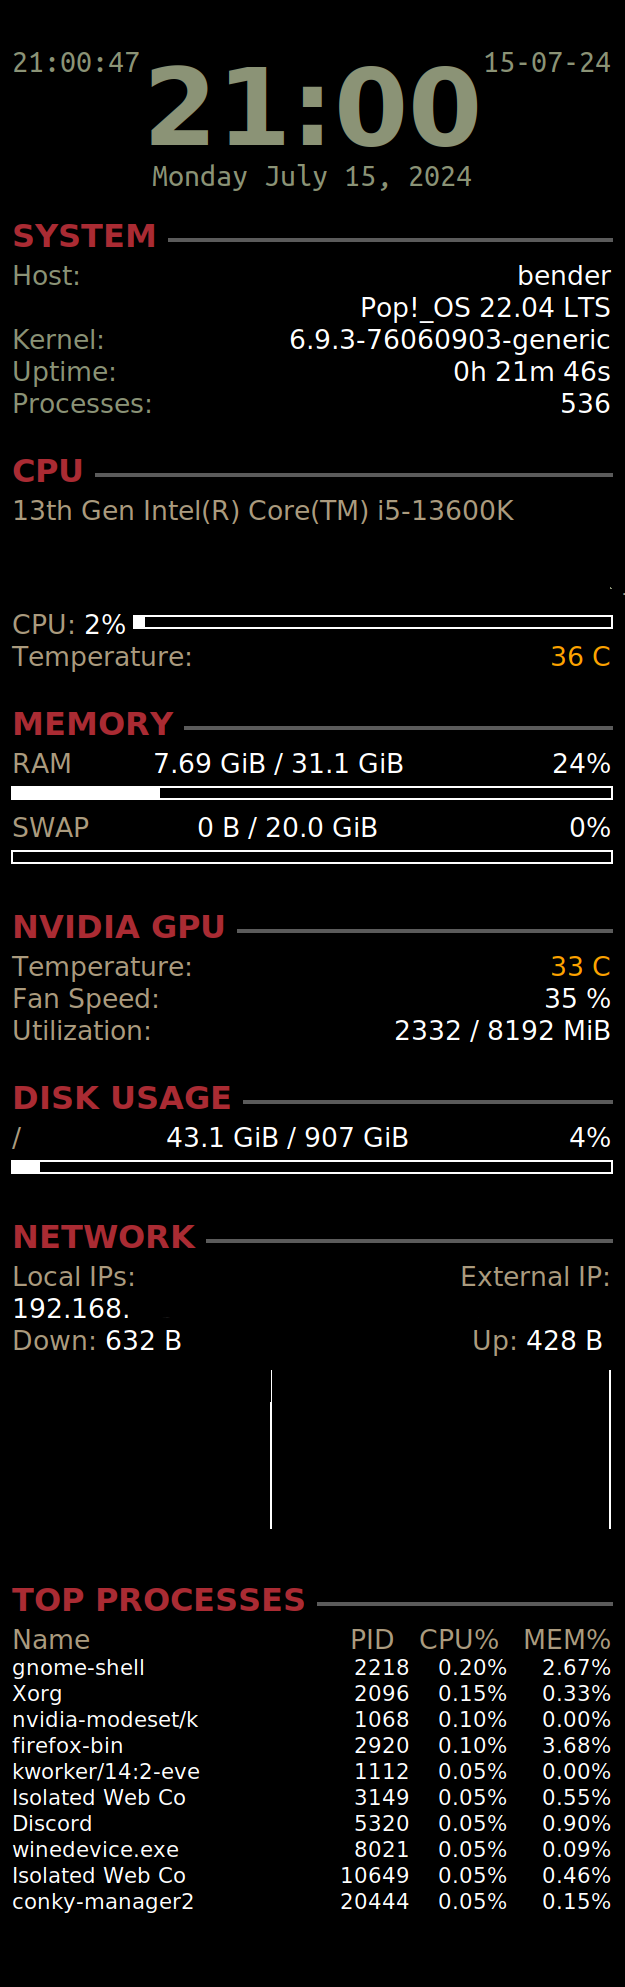 21:00:47 21:00 15-07-24
Monday July 15, 2024
SYSTEM
Host: bender
Pop!_OS 22.04 LTS
Kernel: 6.9.3-76060903-generic
Uptime: 0h 21m 46s
Processes: 536
CPU
13th Gen Intel(R) Core(TM) i5-13600K
CPU: 2%
Temperature: 36 C
MEMORY
RAM 7.69 GiB / 31.1 GiB 24%
SWAP 0 B / 20.0 GiB 0%
NVIDIA GPU
Temperature: 33 C
Fan Speed: 35 %
Utilization: 2332 / 8192 MiB
DISK USAGE
/ 43.1 GiB / 907 GiB 4%
NETWORK
Local IPs: External IP:
192.168.
Down: 632 B Up: 428 B
TOP PROCESSES
Name PID CPU% MEM%
gnome-shell 2218 0.20% 2.67%
Xorg 2096 0.15% 0.33%
nvidia-modeset/k 1068 0.10% 0.00%
firefox-bin 2920 0.10% 3.68%
kworker/14:2-eve 1112 0.05% 0.00%
Isolated Web Co 3149 0.05% 0.55%
Discord 5320 0.05% 0.90%
winedevice.exe 8021 0.05% 0.09%
Isolated Web Co 10649 0.05% 0.46%
conky-manager2 20444 0.05% 0.15%